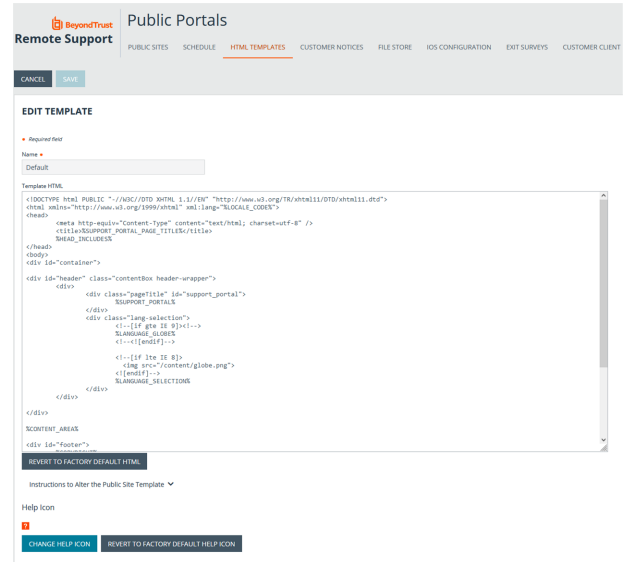 BeyondTrust
Remote Support
Public Portals
PUBLIC SITES SCHEDULE HTML TEMPLATES CUSTOMER NOTICES FILE STORE IOS CONFIGURATION EXIT SURVEYS CUSTOMER CLIENT
CANCEL SAVE
EDIT TEMPLATE
Required field
Name
Default
Template HTML
<!DOCTYPE html PUBLIC "-//W3C//DTD XHTML 1.1//EN" "http://www.w3.org/TR/xhtml11/DTD/xhtml11.dtd">
<html xmlns="http://www.w3.org/1999/xhtml" xml:lang="%LOCALE_CODE%">
<head>
<meta http-equiv="Content-Type" content="text/html; charset=utf-8" />
<title>%SUPPORT_PORTAL_PAGE_TITLE%</title>
%HEAD_INCLUDES%
</head>
<body>
<div id="container">
<div id="header" class="contentBox header-wrapper">
<div>
<div class="pageTitle" id="support_portal">
%SUPPORT_PORTAL%
</div>
<div class="lang-selection">
<!--[if gte IE 9]><!-->
%LANGUAGE_GLOBE%
<!--<![endif]-->
<!--[if lte IE 8]>
<img src="/content/globe.png">
<![endif]-->
%LANGUAGE_SELECTION%
</div>
</div>
</div>
%CONTENT_AREA%
<div id="footer">
REVERT TO FACTORY DEFAULT HTML
Instructions to Alter the Public Site Template
Help Icon
?
CHANGE HELP ICON REVERT TO FACTORY DEFAULT HELP ICON